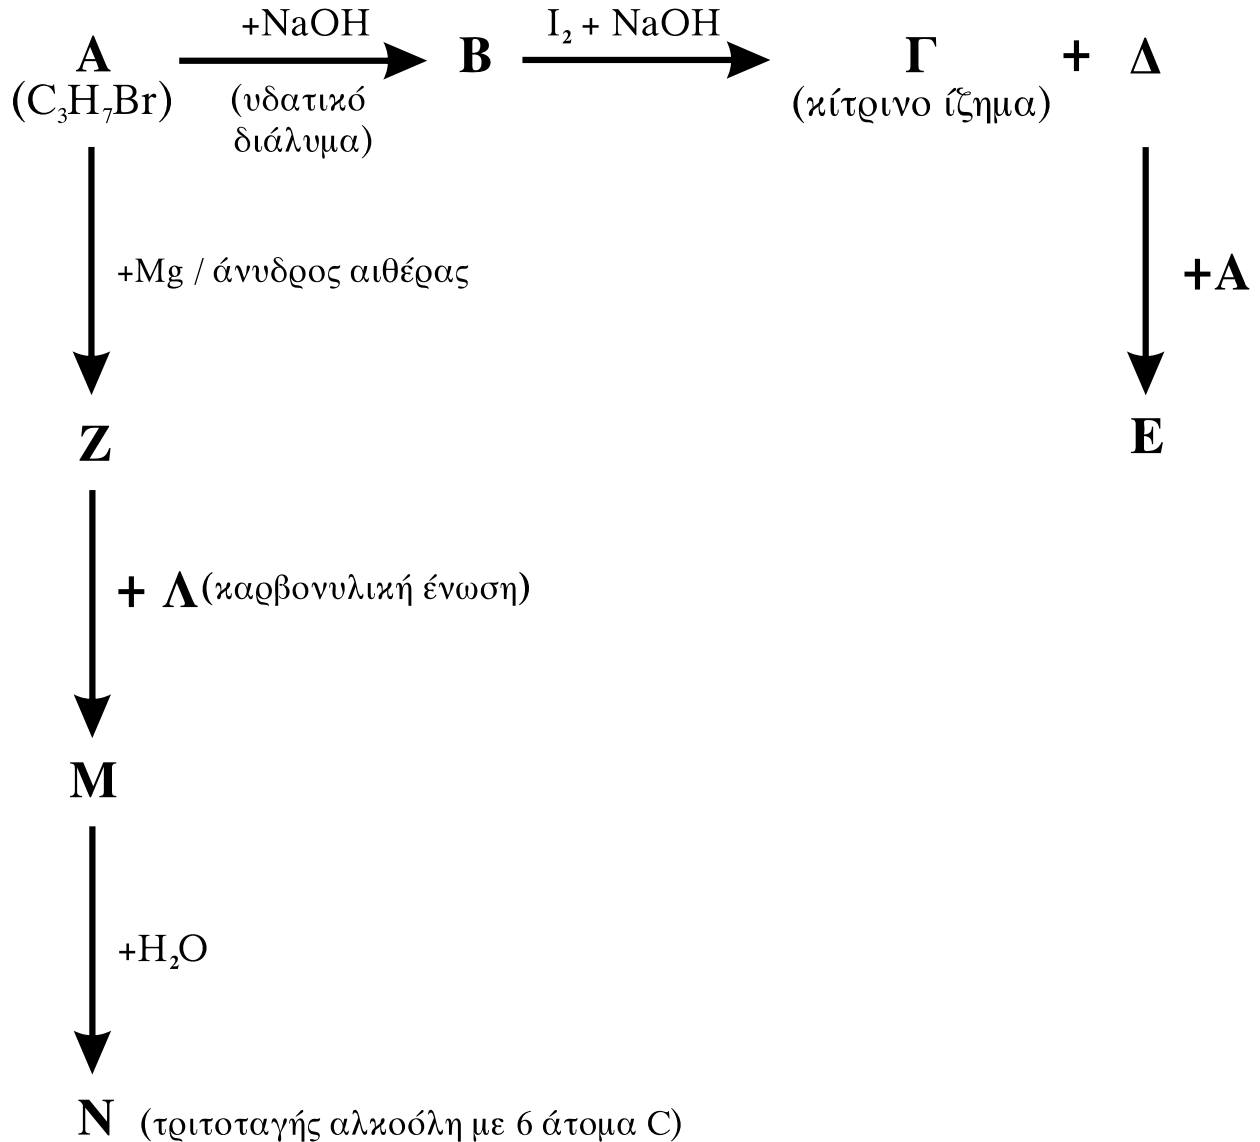 +NaOH
I₂ + NaOH
A B Γ + Δ
(C₃H₇Br) (υδατικό (κίτρινο ίζημα)
διάλυμα)
+Mg / άνυδρος αιθέρας +A
Z E
+ Λ (καρβονυλική ένωση)
M
+H₂O
N (τριτοταγής αλκοόλη με 6 άτομα C)